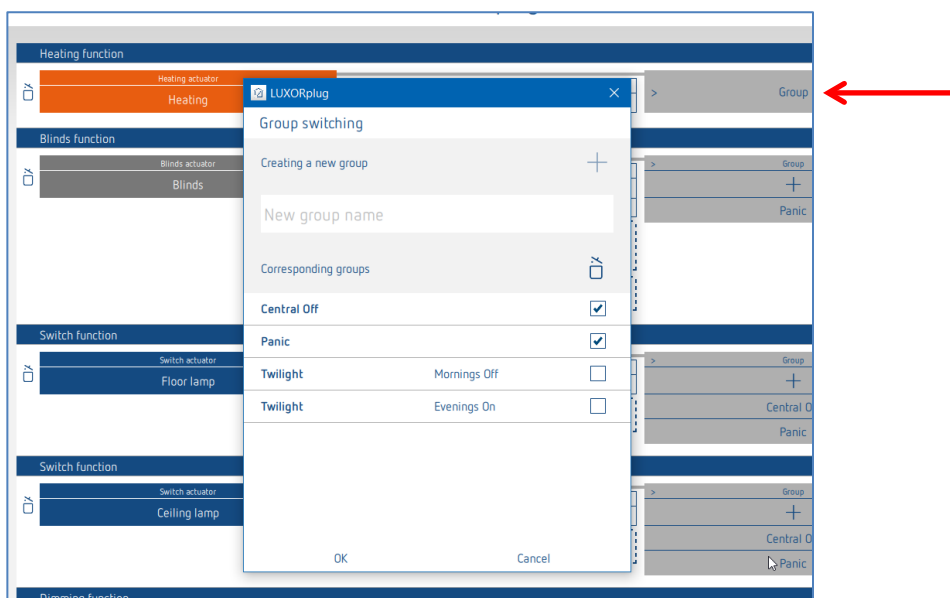 Heating function
Heating actuator
Heating
> Group
Blinds function
Blinds actuator
Blinds
> Group
+
Panic
LUXORplug
Group switching
Creating a new group
New group name
Corresponding groups
Central Off
Panic
Twilight Mornings Off
Twilight Evenings On
OK Cancel
Switch function
Switch actuator
Floor lamp
> Group
+
Central O
Panic
Switch function
Switch actuator
Ceiling lamp
> Group
+
Central O
Panic
Dimming function